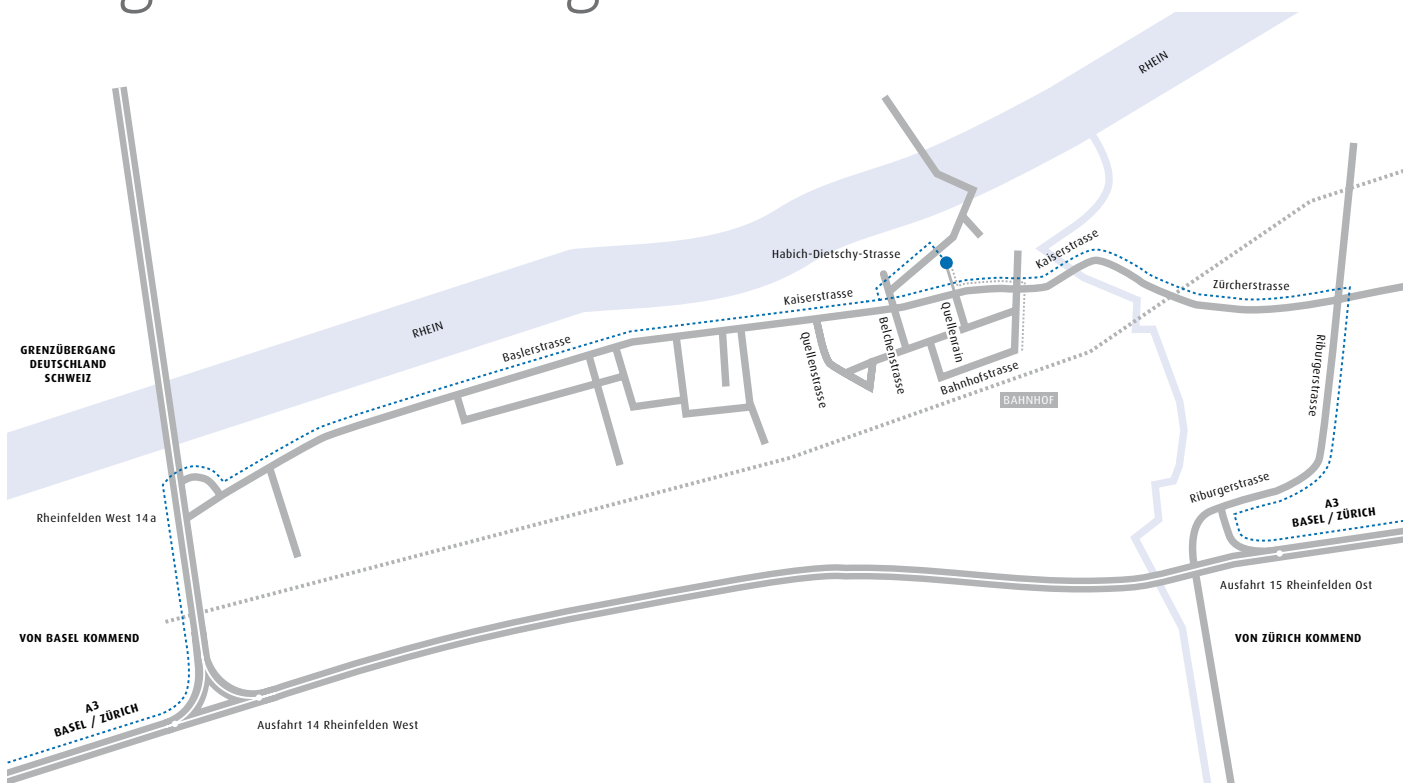 RHEIN
Habich-Dietschy-Strasse
Kaiserstrasse
Zürcherstrasse
Kaiserstrasse
RHEIN
Baslerstrasse
GRENZÜBERGANG
DEUTSCHLAND
SCHWEIZ
Quellenstrasse
Belchenstrasse
Quellenrain
Bahnhofstrasse
BAHNHOF
Riburgerstrasse
Riburgerstrasse
Rheinfelden West 14a
A3
BASEL / ZÜRICH
Ausfahrt 15 Rheinfelden Ost
VON BASEL KOMMEND
VON ZÜRICH KOMMEND
A3
BASEL / ZÜRICH
Ausfahrt 14 Rheinfelden West